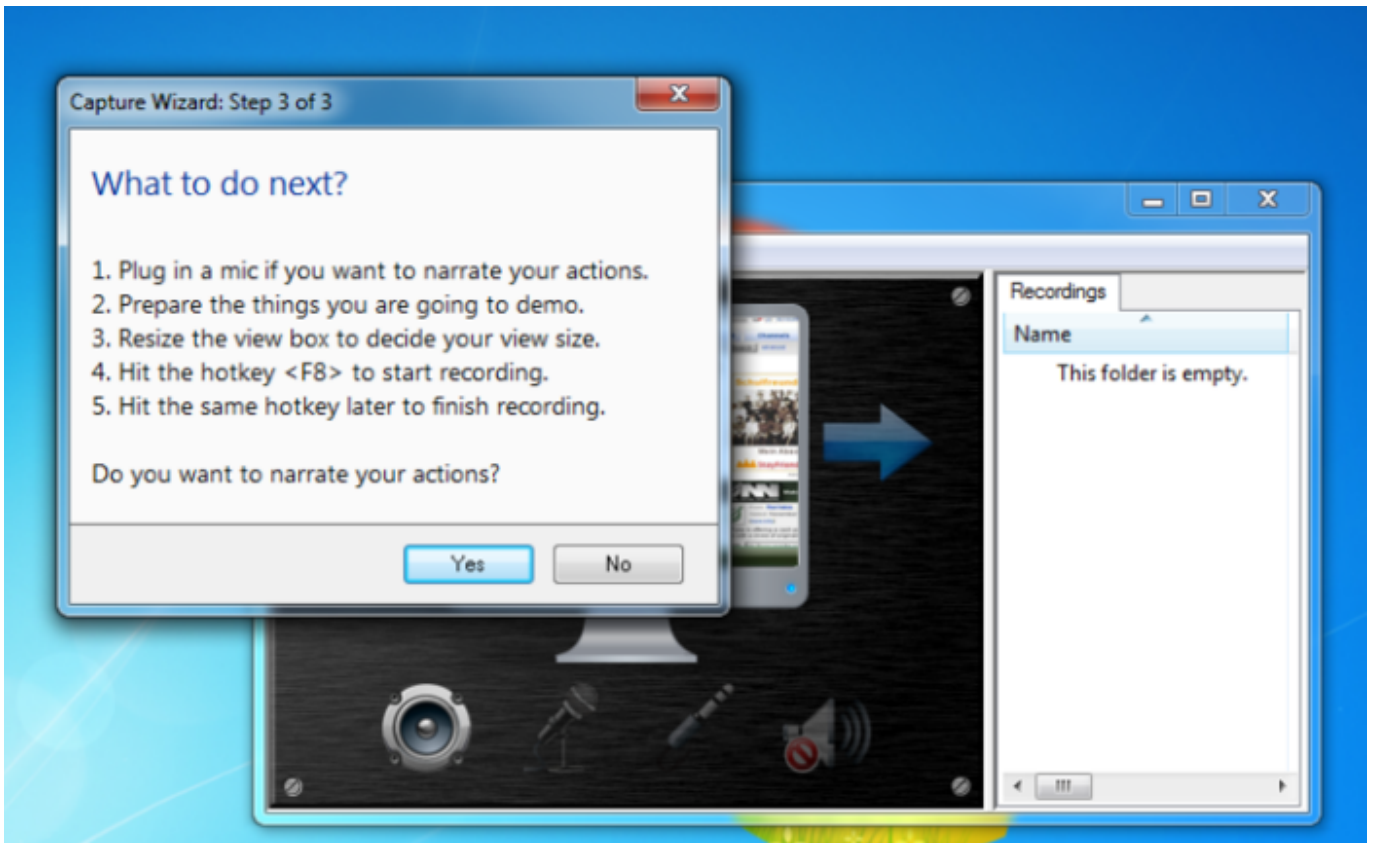 Capture Wizard: Step 3 of 3
What to do next?
1. Plug in a mic if you want to narrate your actions.
2. Prepare the things you are going to demo.
3. Resize the view box to decide your view size.
4. Hit the hotkey <F8> to start recording.
5. Hit the same hotkey later to finish recording.
Do you want to narrate your actions?
Yes
No
Recordings
Name
This folder is empty.